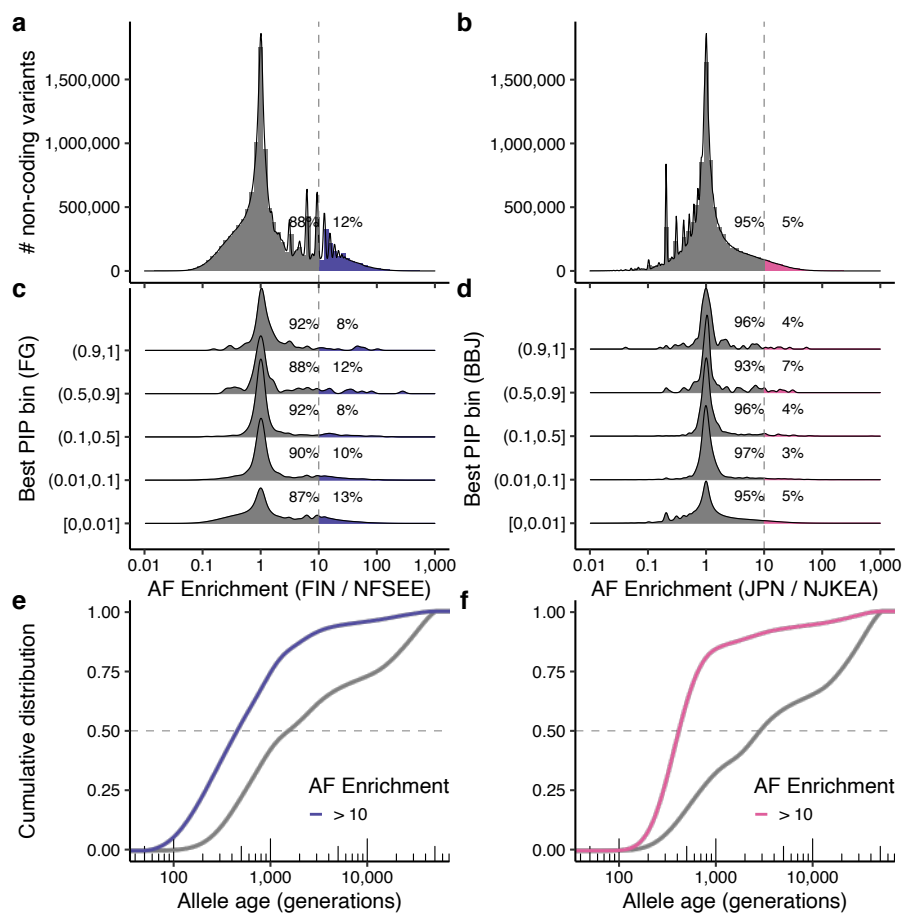 a
# non-coding variants
1,500,000
1,000,000
500,000
0
88%
12%
b
1,500,000
1,000,000
500,000
0
95%
5%
c
Best PIP bin (FG)
(0.9,1]
(0.5,0.9]
(0.1,0.5]
(0.01,0.1]
[0,0.01]
92% 8%
88% 12%
92% 8%
90% 10%
87% 13%
0.01 0.1 1 10 100 1,000
AF Enrichment (FIN / NFSEE)
d
Best PIP bin (BBJ)
(0.9,1]
(0.5,0.9]
(0.1,0.5]
(0.01,0.1]
[0,0.01]
96% 4%
93% 7%
96% 4%
97% 3%
95% 5%
0.01 0.1 1 10 100 1,000
AF Enrichment (JPN / NJKEA)
e
Cumulative distribution
1.00
0.75
0.50
0.25
0.00
AF Enrichment
> 10
100 1,000 10,000
Allele age (generations)
f
1.00
0.75
0.50
0.25
0.00
AF Enrichment
> 10
100 1,000 10,000
Allele age (generations)